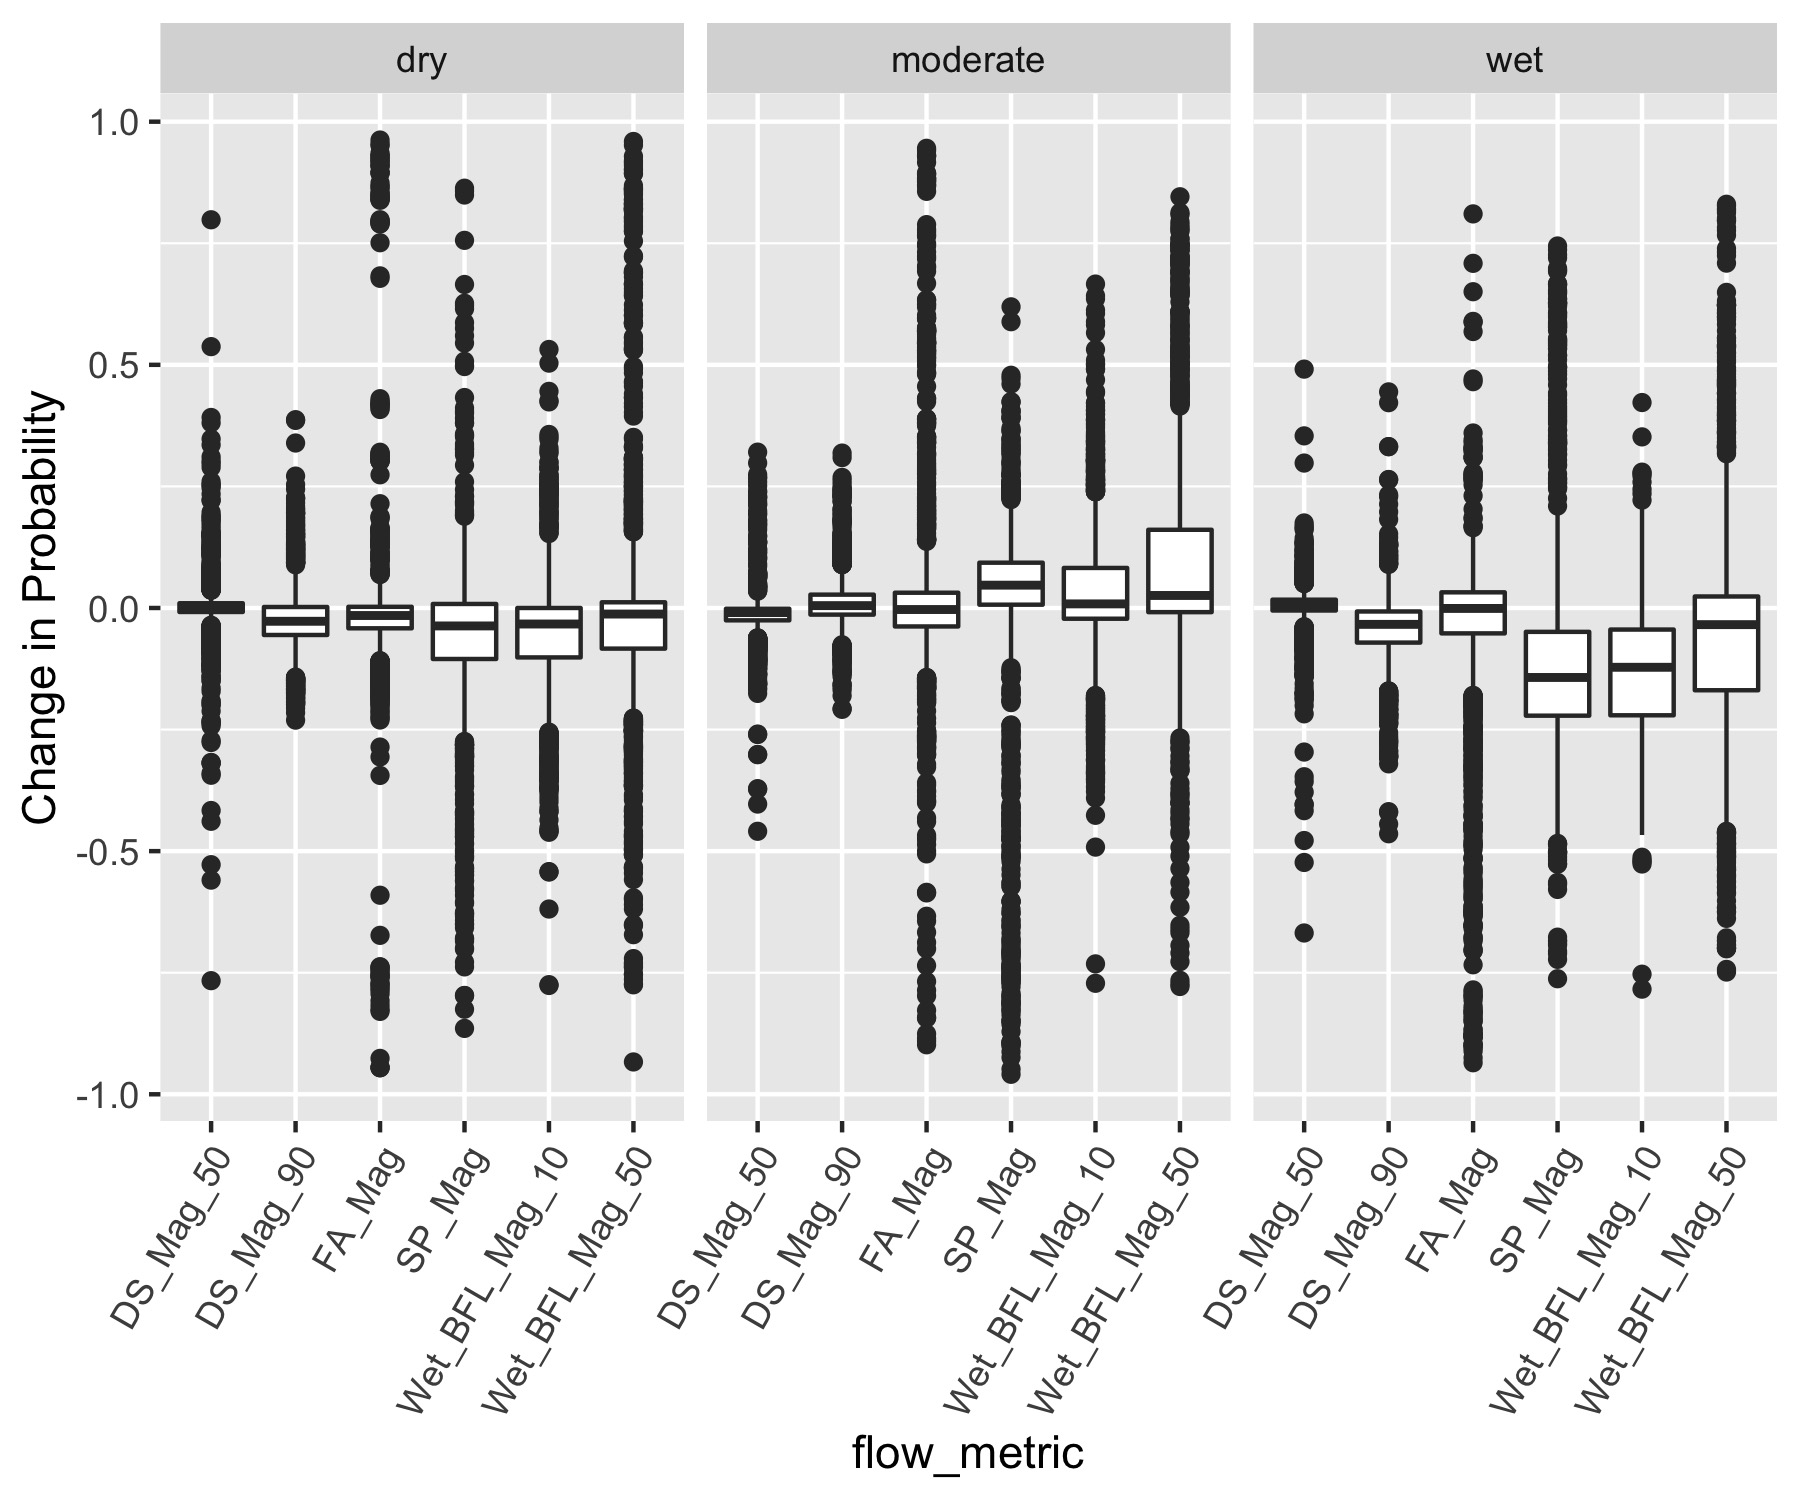 dry moderate wet
Change in Probability
1.0
0.5
0.0
-0.5
-1.0
DS_Mag_50 DS_Mag_90 FA_Mag SP_Mag Wet_BFL_Mag_10 Wet_BFL_Mag_50 DS_Mag_50 DS_Mag_90 FA_Mag SP_Mag Wet_BFL_Mag_10 Wet_BFL_Mag_50 DS_Mag_50 DS_Mag_90 FA_Mag SP_Mag Wet_BFL_Mag_10 Wet_BFL_Mag_50
flow_metric